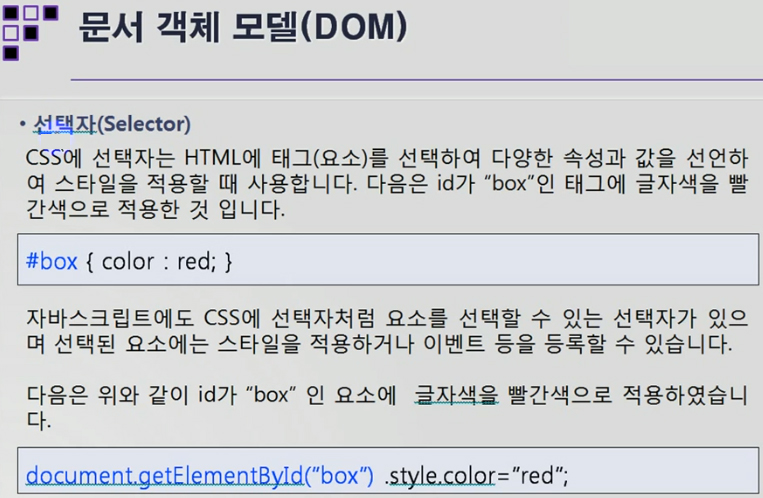 문서 객체 모델(DOM)
• 선택자(Selector)
CSS에 선택자는 HTML에 태그(요소)를 선택하여 다양한 속성과 값을 선언하
여 스타일을 적용할 때 사용합니다. 다음은 id가 “box”인 태그에 글자색을 빨
간색으로 적용한 것 입니다.
#box { color : red; }
자바스크립트에도 CSS에 선택자처럼 요소를 선택할 수 있는 선택자가 있으
며 선택된 요소에는 스타일을 적용하거나 이벤트 등을 등록할 수 있습니다.
다음은 위와 같이 id가 “box” 인 요소에 글자색을 빨간색으로 적용하였습니
다.
document.getElementById(“box”) .style.color=”red”;